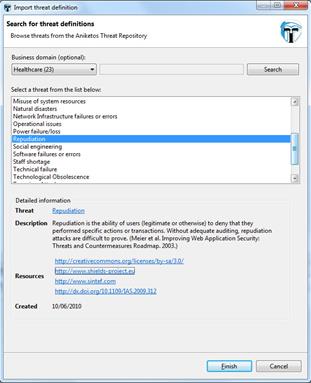 Import threat definition
Search for threat definitions
Browse threats from the Aniketos Threat Repository
Business domain (optional):
Healthcare (23)
Search
Select a threat from the list below:
Misuse of system resources
Natural disasters
Network Infrastructure failures or errors
Operational issues
Power failure/loss
Repudiation
Social engineering
Software failures or errors
Staff shortage
Technical failure
Technological Obsolescence
Detailed information
Threat Repudiation
Description Repudiation is the ability of users (legitimate or otherwise) to deny that they
performed specific actions or transactions. Without adequate auditing, repudiation
attacks are difficult to prove. (Meier et al. Improving Web Application Security:
Threats and Countermeasures Roadmap. 2003.)
http://creativecommons.org/licenses/by-sa/3.0/
http://www.shields-project.eu
Resources
http://www.sintef.com
http://dx.doi.org/10.1109/IAS.2009.312
Created 10/06/2010
Finish
Cancel